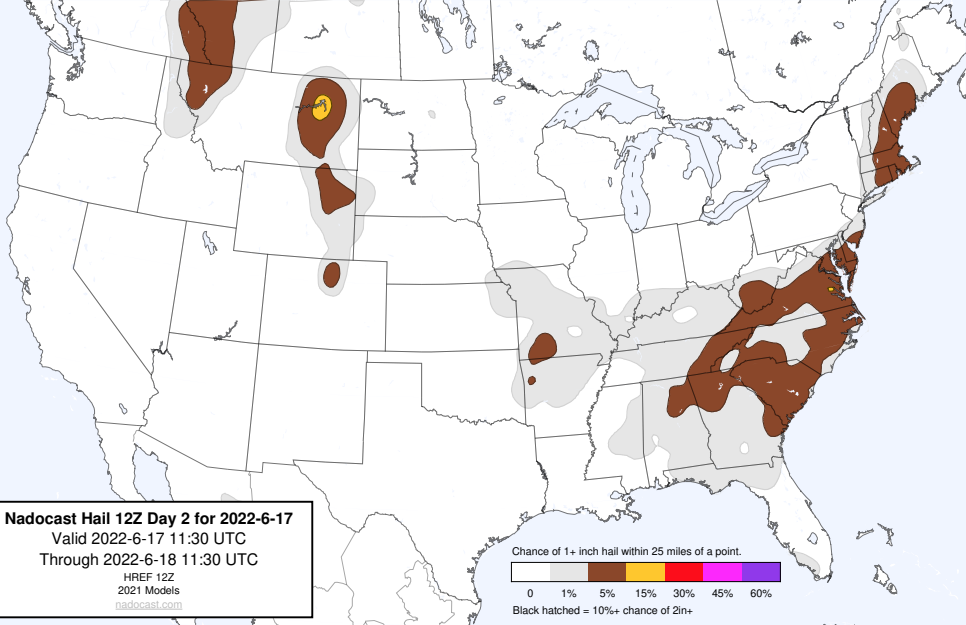 Nadocast Hail 12Z Day 2 for 2022-6-17
Valid 2022-6-17 11:30 UTC
Through 2022-6-18 11:30 UTC
HREF 12Z
2021 Models
nadocast.com
Chance of 1+ inch hail within 25 miles of a point.
0 1% 5% 15% 30% 45% 60%
Black hatched = 10%+ chance of 2in+